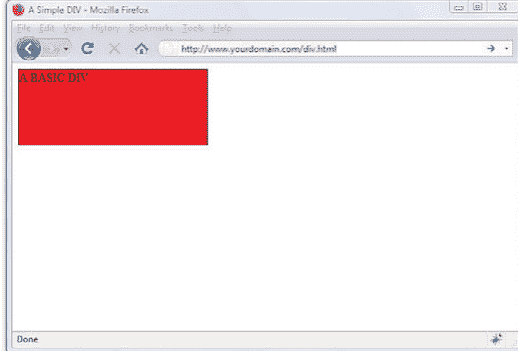 A Simple DIV - Mozilla Firefox
File Edit View History Bookmarks Tools Help
http://www.yourdomain.com/div.html
A BASIC DIV
Done